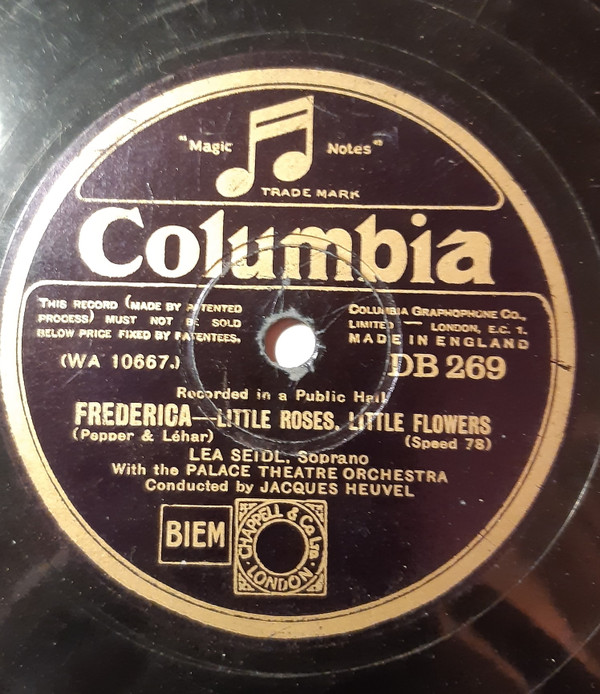 "Magic Notes"
TRADE MARK
Columbia
THIS RECORD (MADE BY PATENTED
PROCESS) MUST NOT BE SOLD
BELOW PRICE FIXED BY PATENTEES.
COLUMBIA GRAPHOPHONE CO.,
LIMITED — LONDON, E.C. 1.
MADE IN ENGLAND
(WA 10667.)
DB 269
Recorded in a Public Hall
FREDERICA—LITTLE ROSES, LITTLE FLOWERS
(Pepper & Léhar)
(Speed 78)
LEA SEIDL, Soprano
With the PALACE THEATRE ORCHESTRA
Conducted by JACQUES HEUVEL
BIEM
CHAPPELL & CO LTD.
LONDON